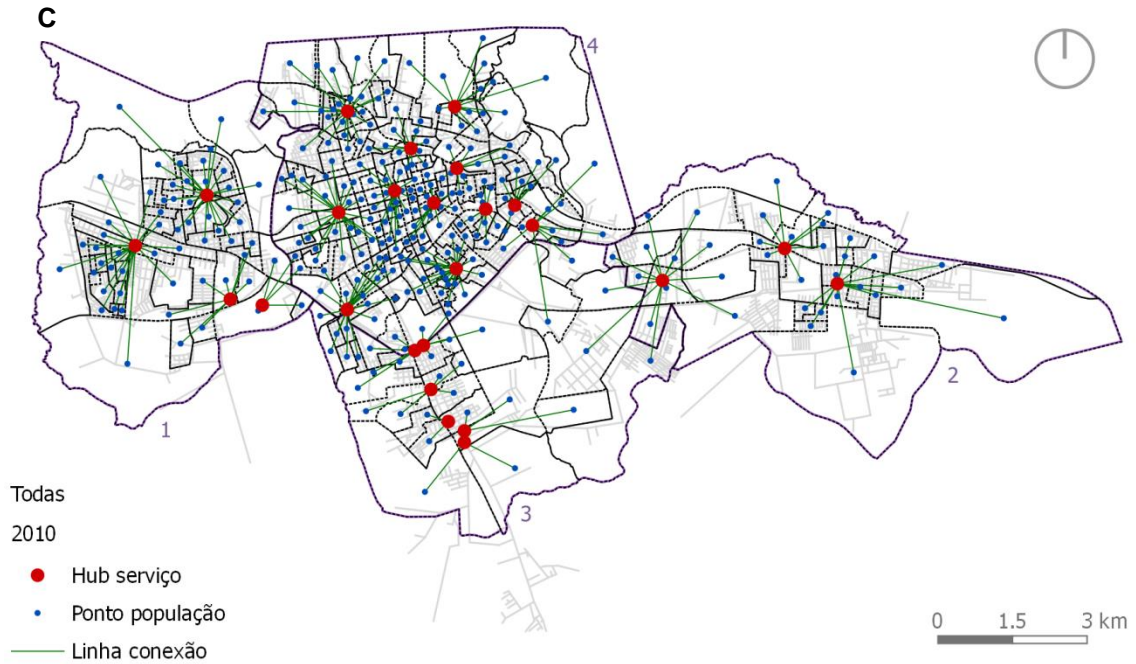 C
4
2
1
3
Todas
2010
Hub serviço
Ponto população
Linha conexão
0 1.5 3 km